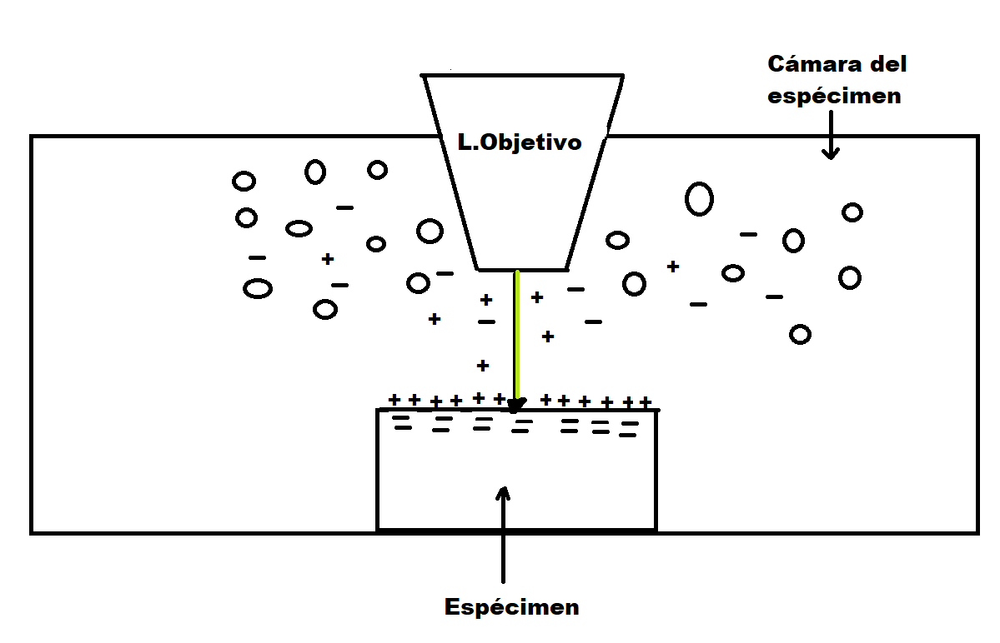 Cámara del
espécimen
L.Objetivo
Espécimen